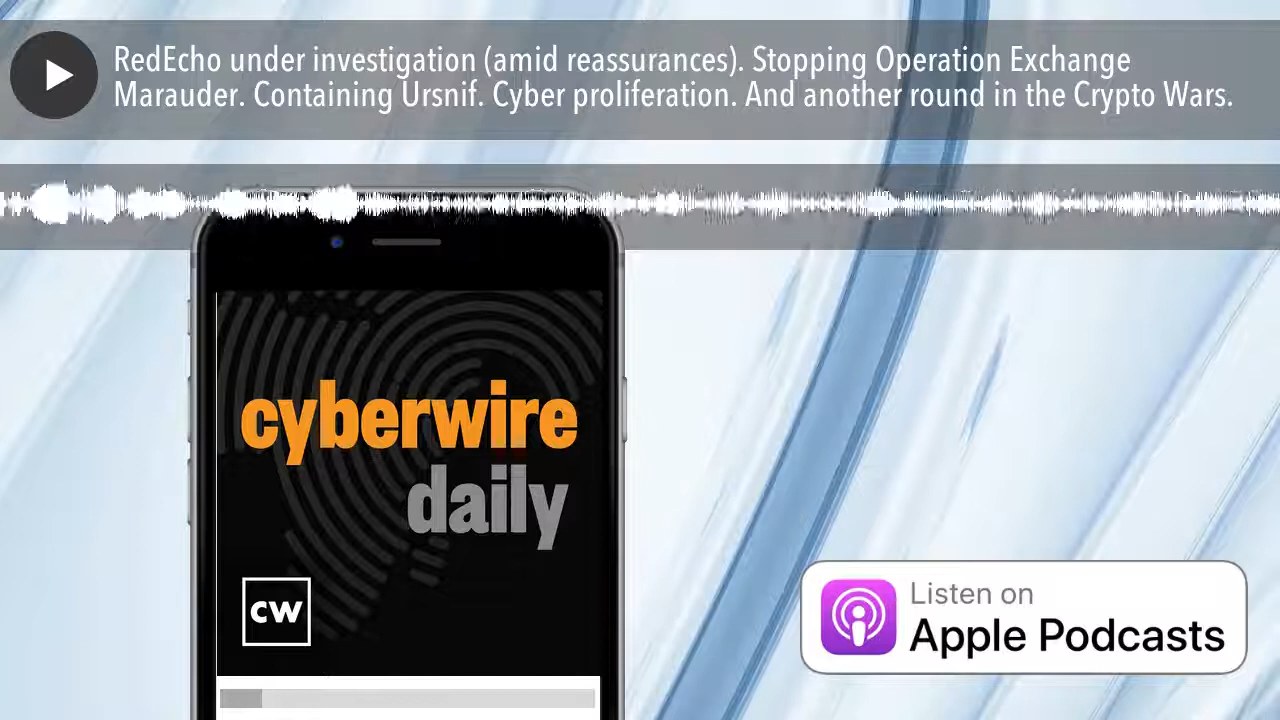 RedEcho under investigation (amid reassurances). Stopping Operation Exchange
Marauder. Containing Ursnif. Cyber proliferation. And another round in the Crypto Wars.
cyberwire
daily
CW
Listen on
Apple Podcasts